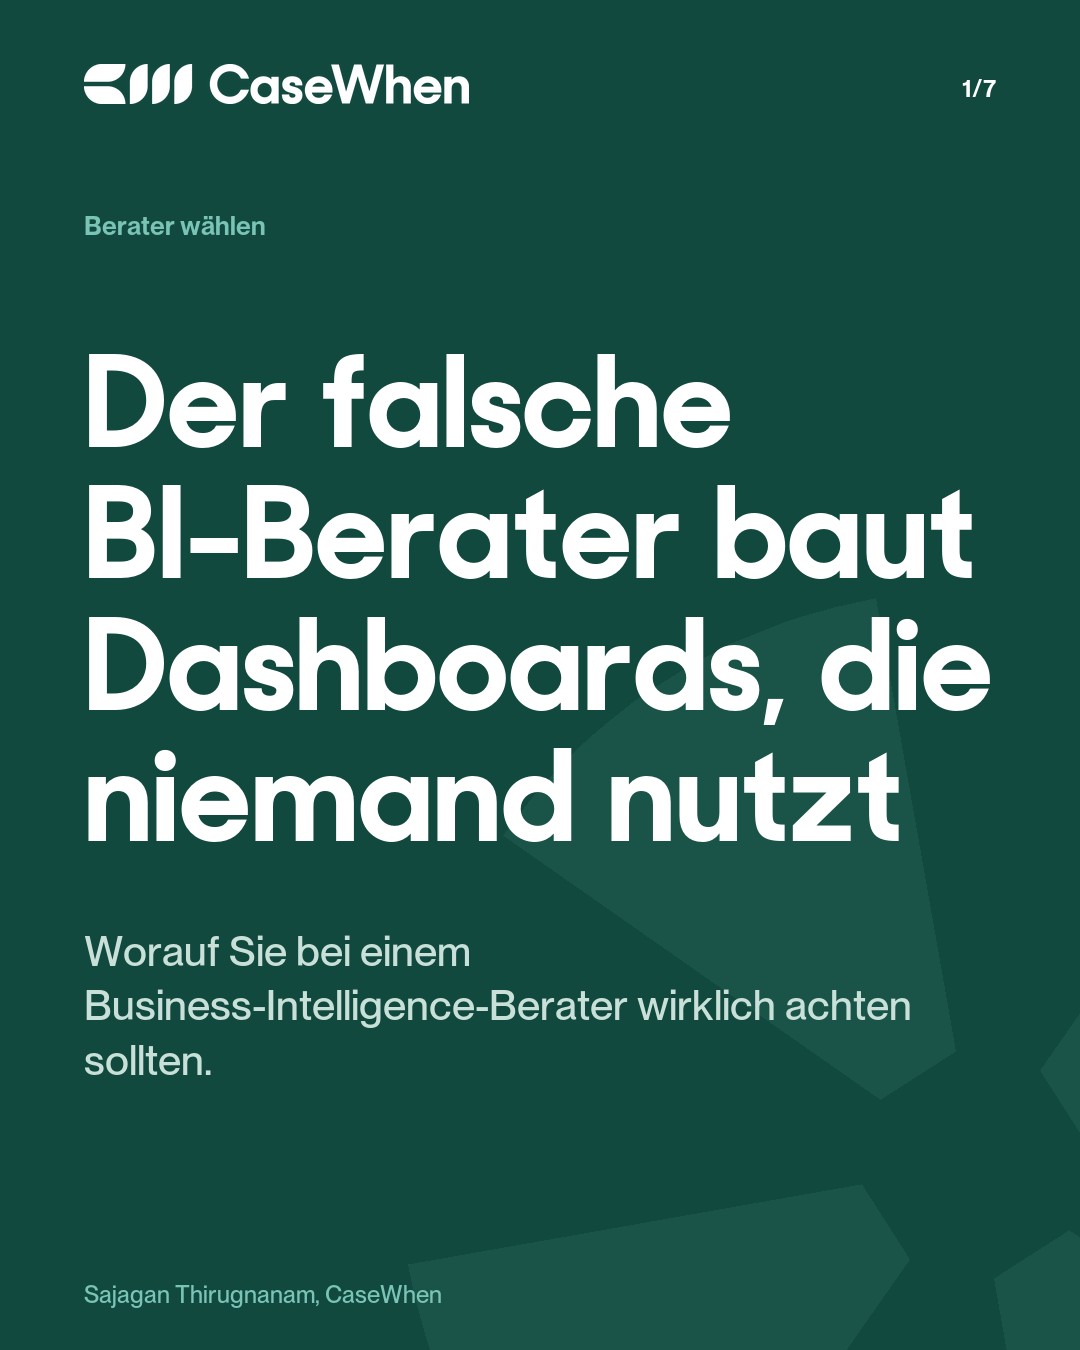 CaseWhen
1/7
Berater wählen
Der falsche
BI-Berater baut
Dashboards, die
niemand nutzt
Worauf Sie bei einem
Business-Intelligence-Berater wirklich achten
sollten.
Sajagan Thirugnanam, CaseWhen